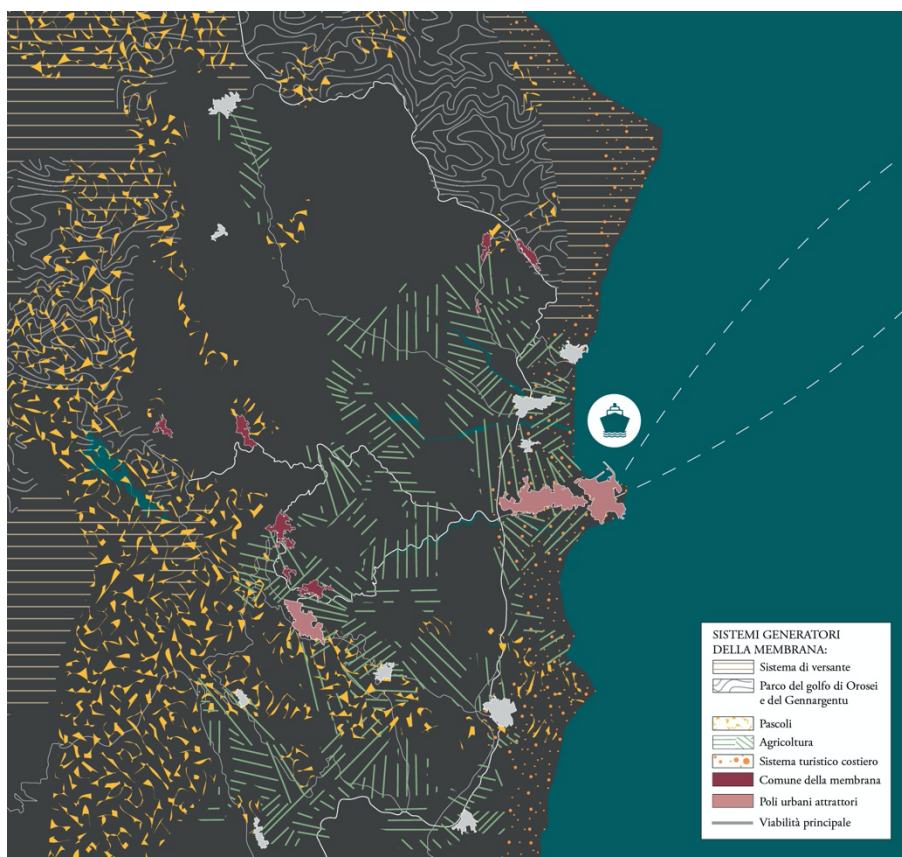 SISTEMI GENERATORI
DELLA MEMBRANA:
Sistema di versante
Parco del golfo di Orosei
e del Gennargentu
Pascoli
Agricoltura
Sistema turistico costiero
Comune della membrana
Poli urbani attrattori
Viabilità principale